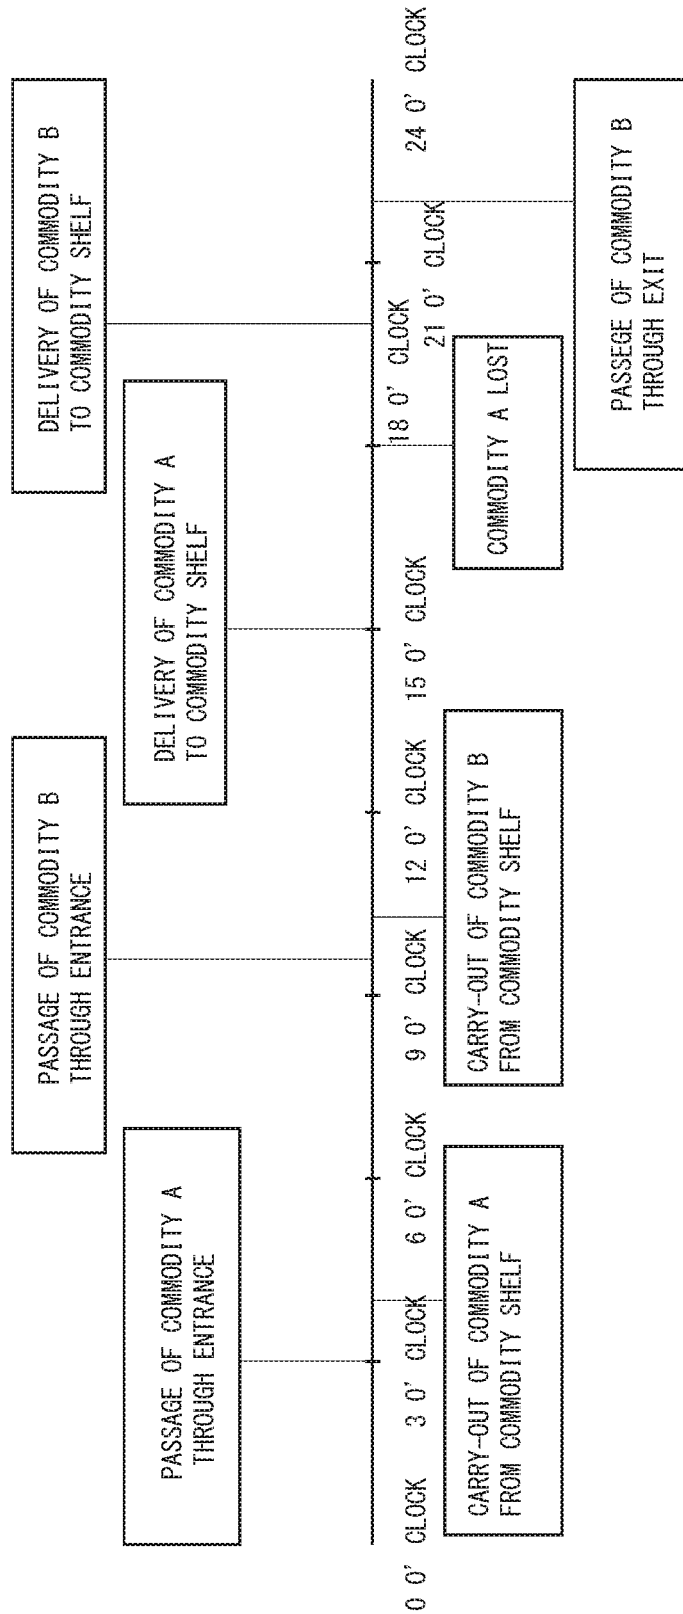 PASSAGE OF COMMODITY B
THROUGH ENTRANCE
DELIVERY OF COMMODITY B
TO COMMODITY SHELF
PASSAGE OF COMMODITY A
THROUGH ENTRANCE
DELIVERY OF COMMODITY A
TO COMMODITY SHELF
0 O' CLOCK
3 O' CLOCK
6 O' CLOCK
9 O' CLOCK
12 O' CLOCK
15 O' CLOCK
18 O' CLOCK
21 O' CLOCK
24 O' CLOCK
CARRY-OUT OF COMMODITY A
FROM COMMODITY SHELF
CARRY-OUT OF COMMODITY B
FROM COMMODITY SHELF
COMMODITY A LOST
PASSEGE OF COMMODITY B
THROUGH EXIT